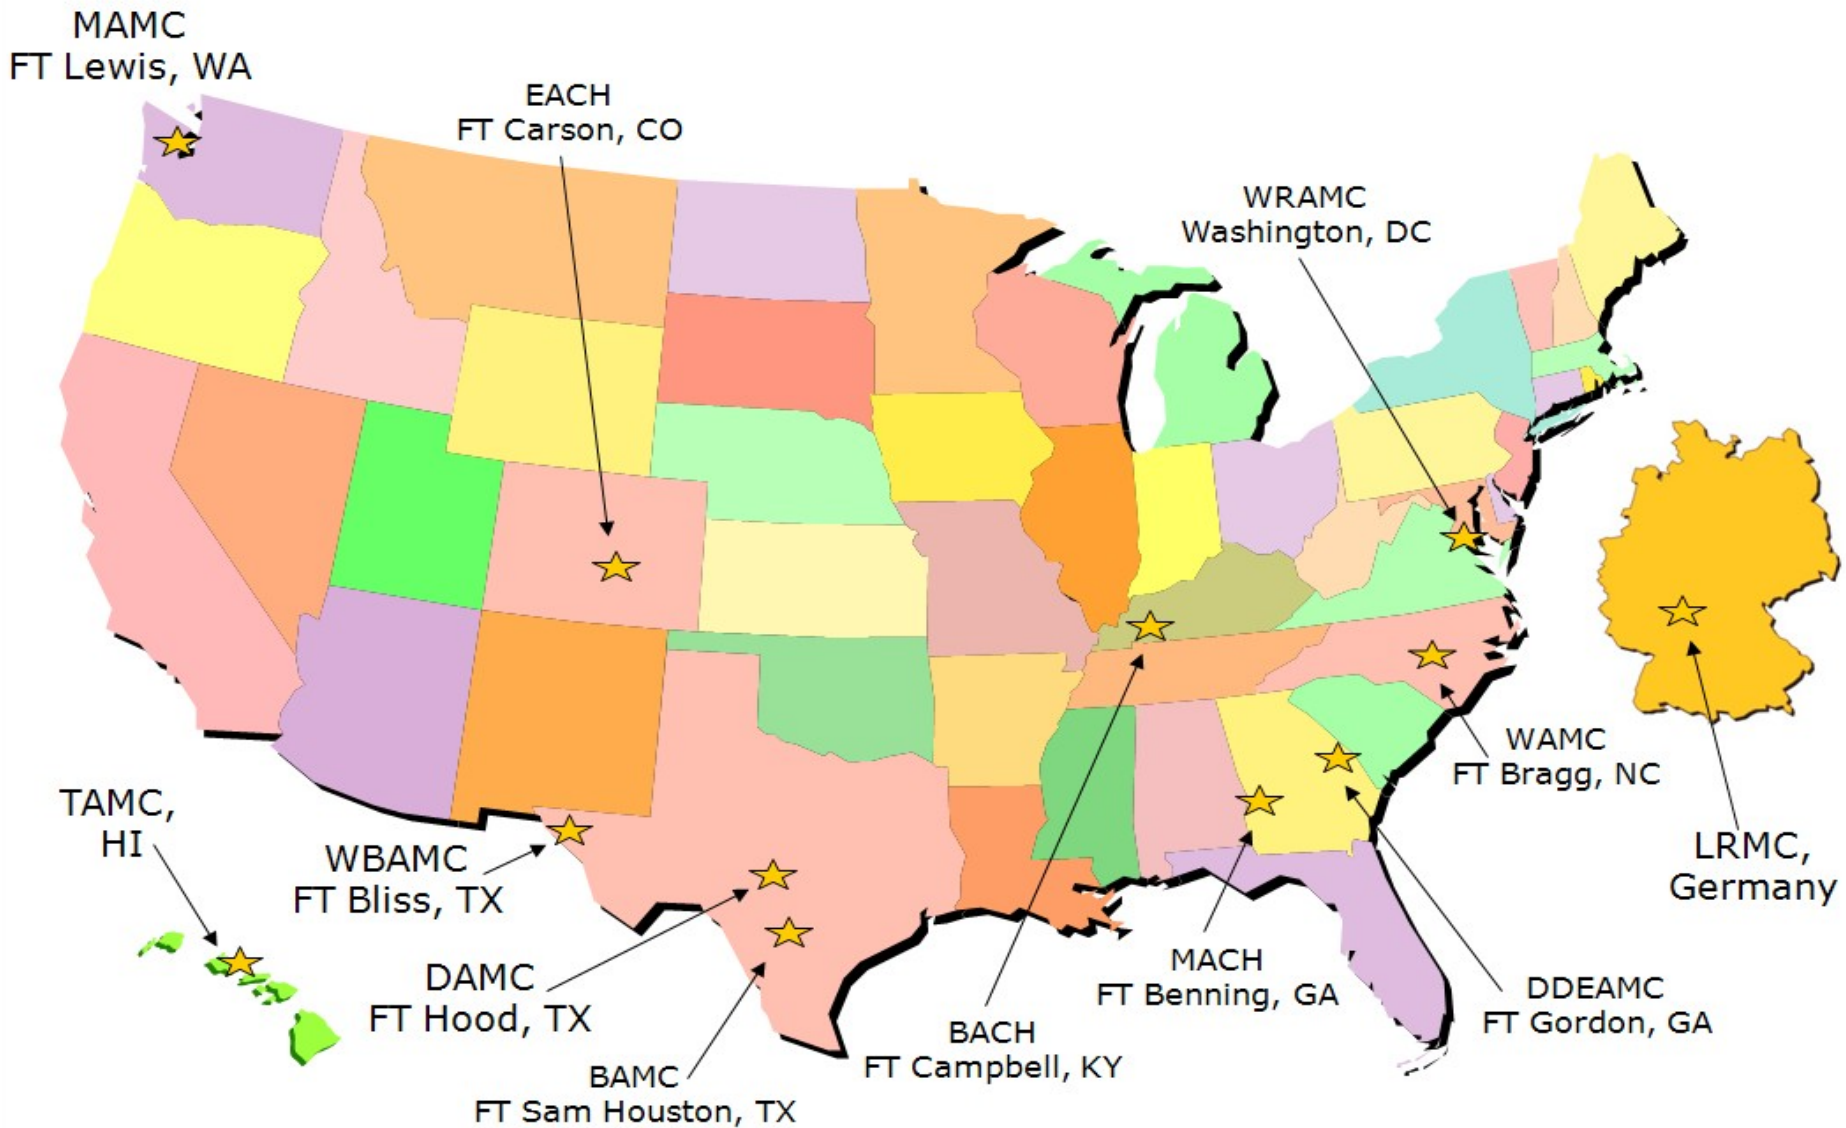 MAMC
FT Lewis, WA
EACH
FT Carson, CO
WRAMC
Washington, DC
WAMC
FT Bragg, NC
TAMC,
HI
WBAMC
FT Bliss, TX
LRMC,
Germany
DAMC
FT Hood, TX
MACH
FT Benning, GA
DDEAMC
FT Gordon, GA
BACH
FT Campbell, KY
BAMC
FT Sam Houston, TX